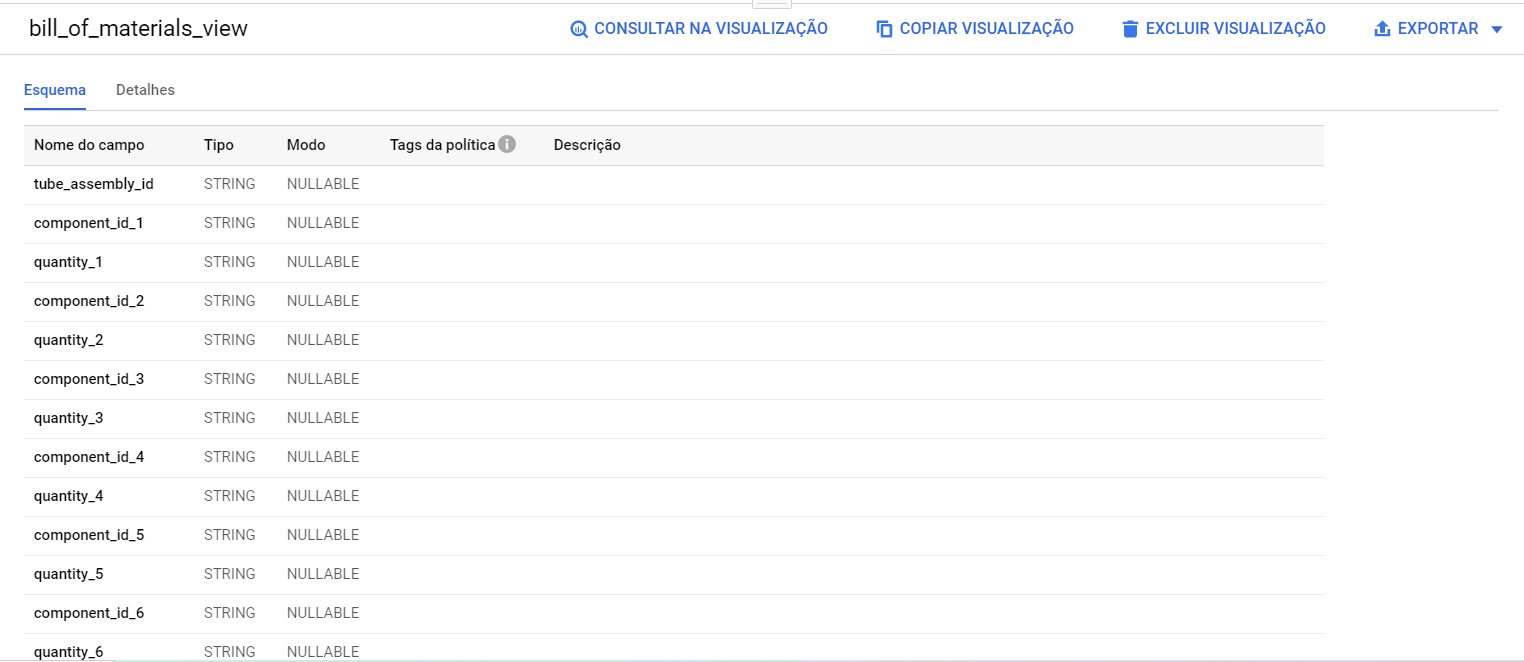 bill_of_materials_view CONSULTAR NA VISUALIZAÇÃO COPIAR VISUALIZAÇÃO EXCLUIR VISUALIZAÇÃO EXPORTAR
Esquema Detalhes
Nome do campo Tipo Modo Tags da política Descrição
tube_assembly_id STRING NULLABLE
component_id_1 STRING NULLABLE
quantity_1 STRING NULLABLE
component_id_2 STRING NULLABLE
quantity_2 STRING NULLABLE
component_id_3 STRING NULLABLE
quantity_3 STRING NULLABLE
component_id_4 STRING NULLABLE
quantity_4 STRING NULLABLE
component_id_5 STRING NULLABLE
quantity_5 STRING NULLABLE
component_id_6 STRING NULLABLE
quantity_6 STRING NULLABLE